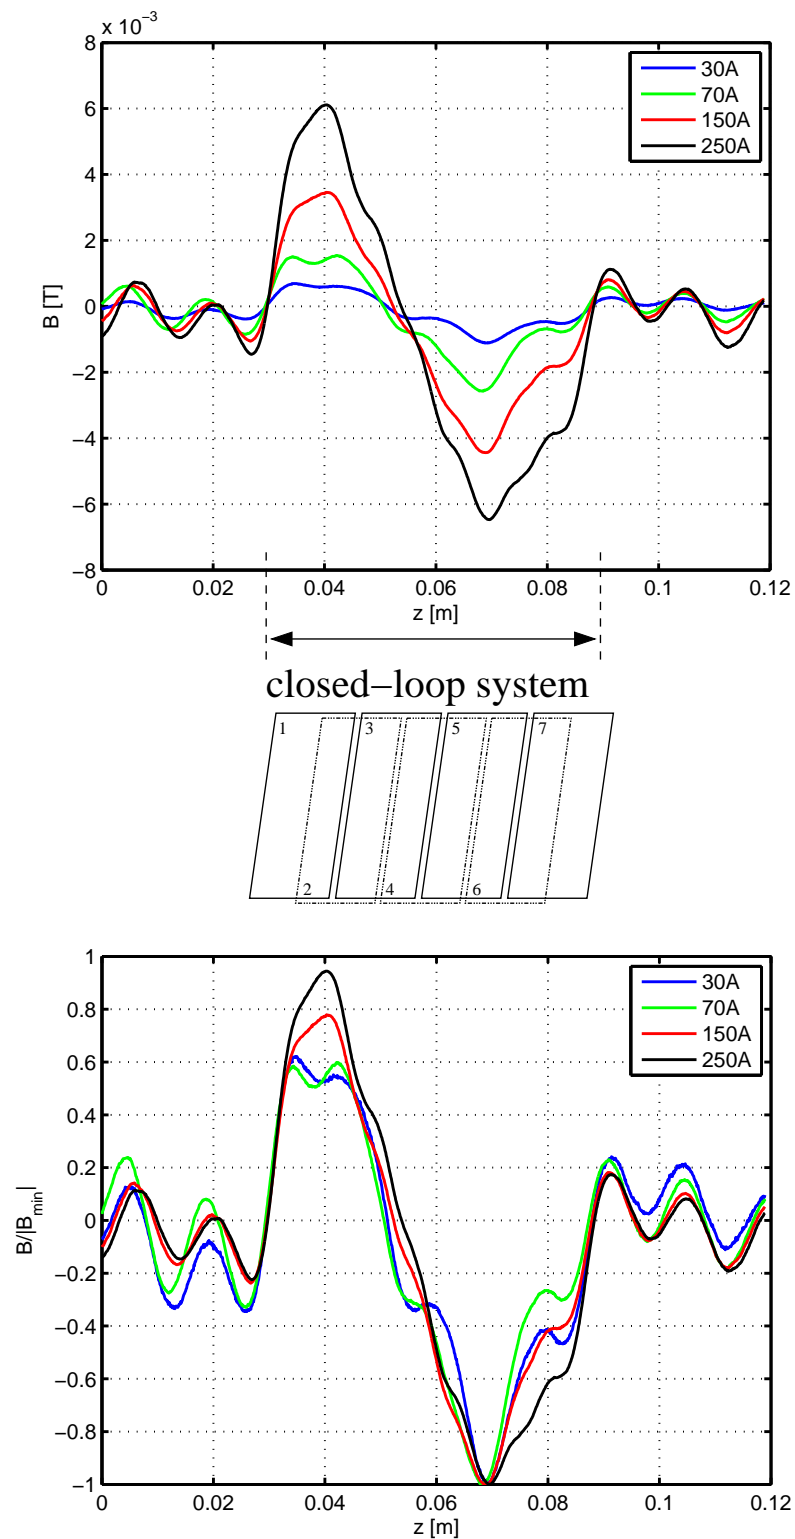 x 10⁻³
8
6
4
2
0
−2
−4
−6
−8
B [T]
30A
70A
150A
250A
0 0.02 0.04 0.06 0.08 0.1 0.12
z [m]
closed−loop system
1 3 5 7
2 4 6
1
0.8
0.6
0.4
0.2
0
−0.2
−0.4
−0.6
−0.8
−1
B/|B_min|
30A
70A
150A
250A
0 0.02 0.04 0.06 0.08 0.1 0.12
z [m]